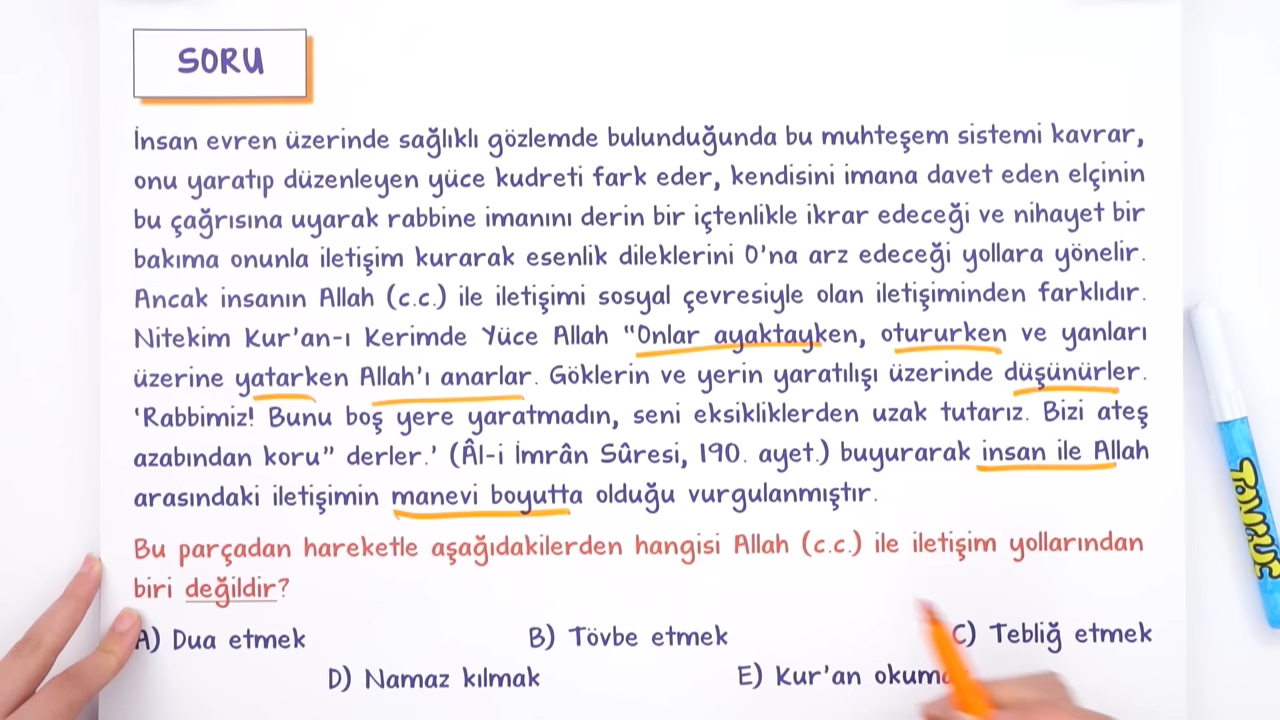 SORU
İnsan evren üzerinde sağlıklı gözlemde bulunduğunda bu muhteşem sistemi kavrar,
onu yaratıp düzenleyen yüce kudreti fark eder, kendisini imana davet eden elçinin
bu çağrısına uyarak rabbine imanını derin bir içtenlikle ikrar edeceği ve nihayet bir
bakıma onunla iletişim kurarak esenlik dileklerini O'na arz edeceği yollara yönelir.
Ancak insanın Allah (c.c.) ile iletişimi sosyal çevresiyle olan iletişiminden farklıdır.
Nitekim Kur'an-ı Kerimde Yüce Allah "Onlar ayaktayken, otururken ve yanları
üzerine yatarken Allah'ı anarlar. Göklerin ve yerin yaratılışı üzerinde düşünürler.
'Rabbimiz! Bunu boş yere yaratmadın, seni eksikliklerden uzak tutarız. Bizi ateş
azabından koru" derler.' (Âl-i İmrân Sûresi, 190. ayet.) buyurarak insan ile Allah
arasındaki iletişimin manevi boyutta olduğu vurgulanmıştır.
Bu parçadan hareketle aşağıdakilerden hangisi Allah (c.c.) ile iletişim yollarından
biri değildir?
A) Dua etmek B) Tövbe etmek C) Tebliğ etmek
D) Namaz kılmak E) Kur'an